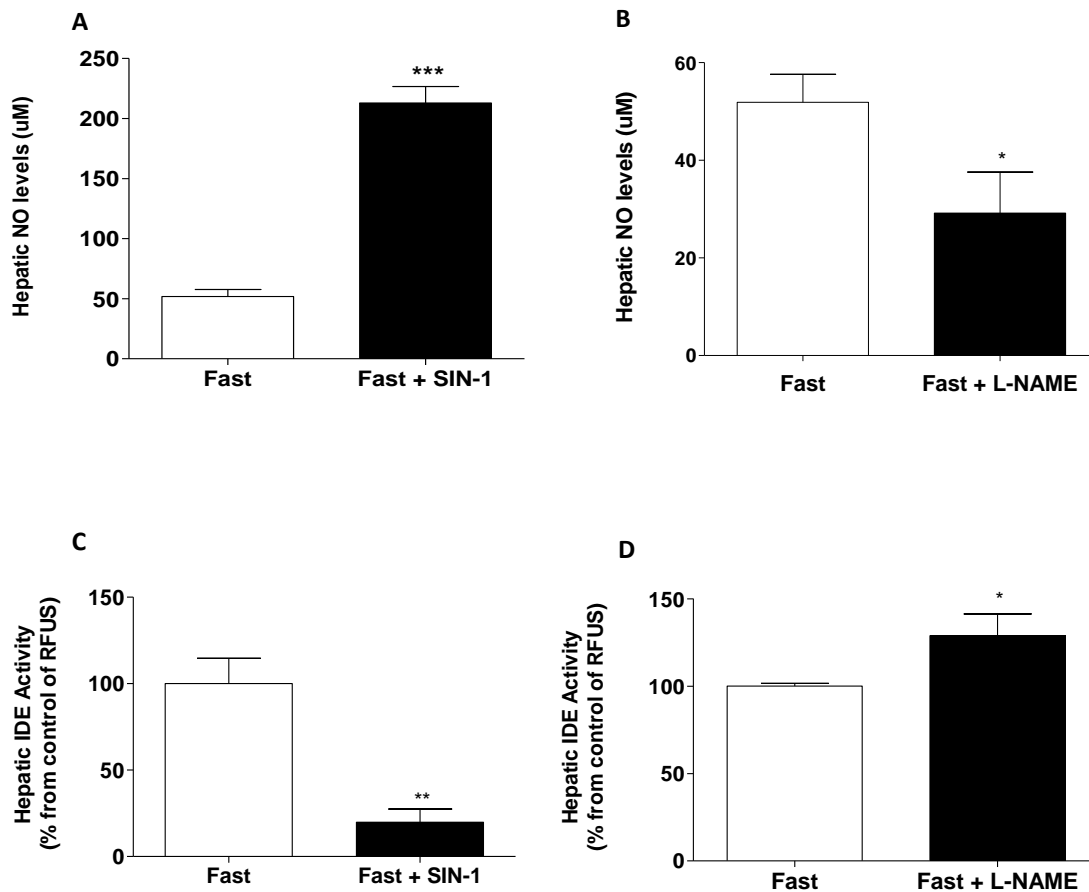 A
Hepatic NO levels (uM)
250
200
150
100
50
0
***
Fast
Fast + SIN-1
B
Hepatic NO levels (uM)
60
40
20
0
*
Fast
Fast + L-NAME
C
Hepatic IDE Activity
(% from control of RFUS)
150
100
50
0
**
Fast
Fast + SIN-1
D
Hepatic IDE Activity
(% from control of RFUS)
150
100
50
0
*
Fast
Fast + L-NAME